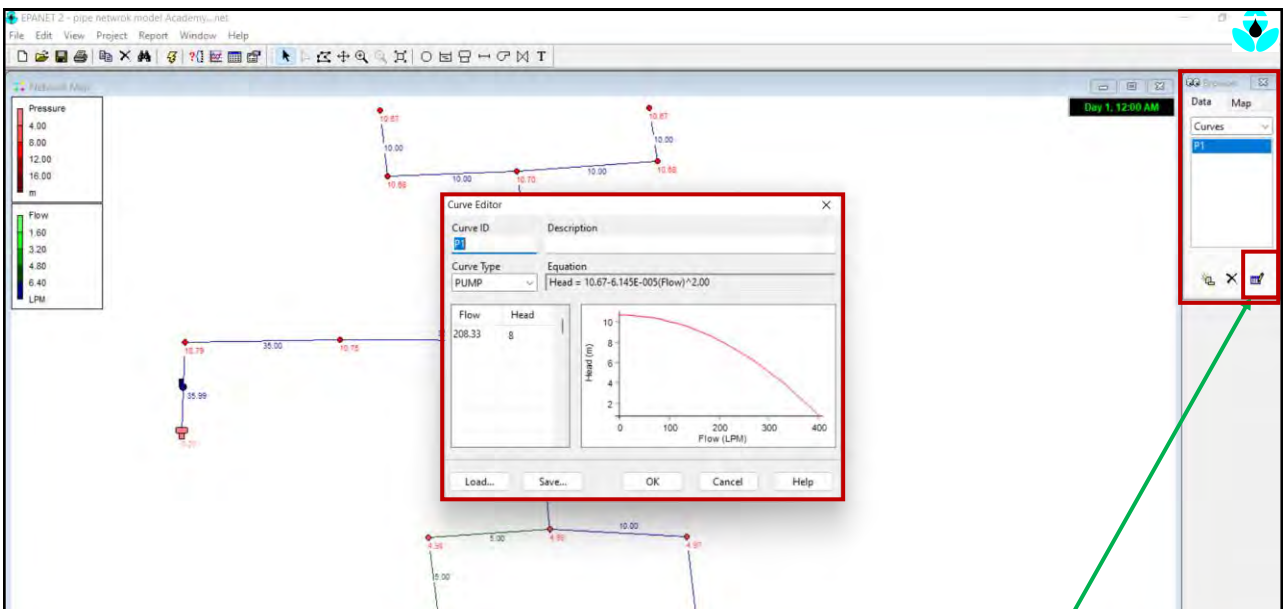 EPANET 2 - pipe netwrok model Academy,..net
File Edit View Project Report Window Help
T
Network Map
Day 1, 12:00 AM
Pressure
4.00
8.00
12.00
16.00
m
Flow
1.60
3.20
4.80
6.40
LPM
10.67
10.67
10.00
10.00
10.68
10.00
10.70
10.00
10.68
10.79
35.00
10.75
35.99
Curve Editor
Curve ID Description
P1
Curve Type Equation
PUMP Head = 10.67-6.145E-005(Flow)^2.00
Flow Head
208.33 8
Head (m)
10
8
6
4
2
0 100 200 300 400
Flow (LPM)
Load... Save... OK Cancel Help
5.00
10.00
4.98
4.97
5.00
Browser
Data Map
Curves
P1